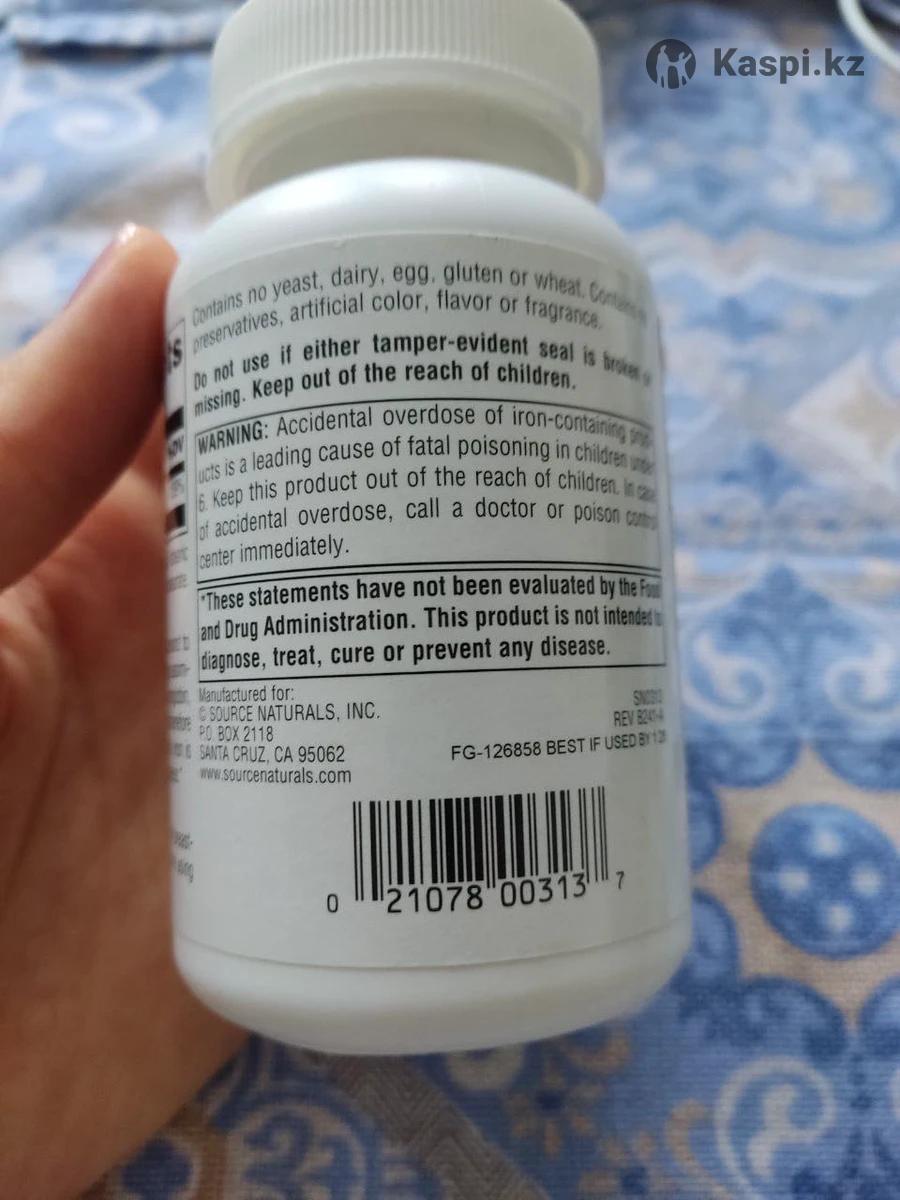 Kaspi.kz
Contains no yeast, dairy, egg, gluten or wheat. Contains
preservatives, artificial color, flavor or fragrance.
Do not use if either tamper-evident seal is broken or
missing. Keep out of the reach of children.
WARNING: Accidental overdose of iron-containing prod-
ucts is a leading cause of fatal poisoning in children under
6. Keep this product out of the reach of children. In case
of accidental overdose, call a doctor or poison control
center immediately.
*These statements have not been evaluated by the Food
and Drug Administration. This product is not intended to
diagnose, treat, cure or prevent any disease.
Manufactured for:
© SOURCE NATURALS, INC.
P.O. BOX 2118
SANTA CRUZ, CA 95062
www.sourcenaturals.com
SN0313
REV B241-A
FG-126858 BEST IF USED BY
0 21078 00313 7